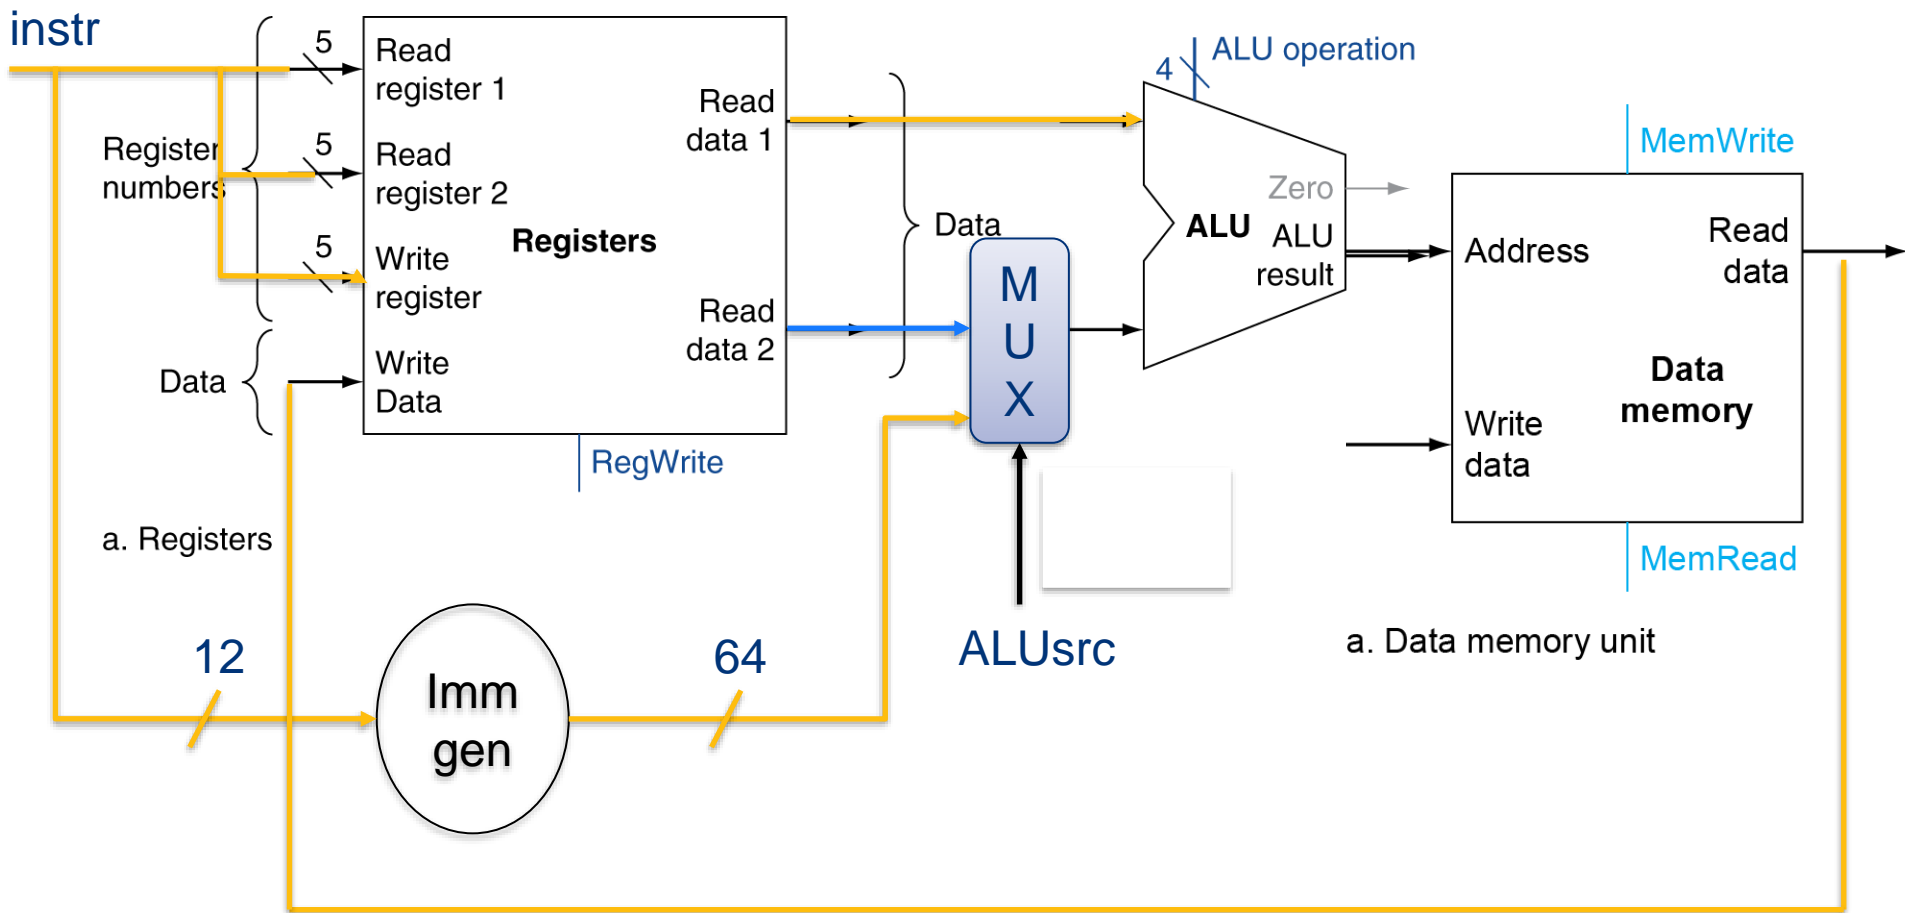 instr
5
Read
register 1
5
Read
register 2
Register
numbers
5
Write
register
Registers
Data
Write
Data
Read
data 1
Read
data 2
RegWrite
a. Registers
Data
M
U
X
4
ALU operation
Zero
ALU
ALU
result
MemWrite
Address
Read
data
Data
memory
Write
data
MemRead
a. Data memory unit
12
Imm
gen
64
ALUsrc